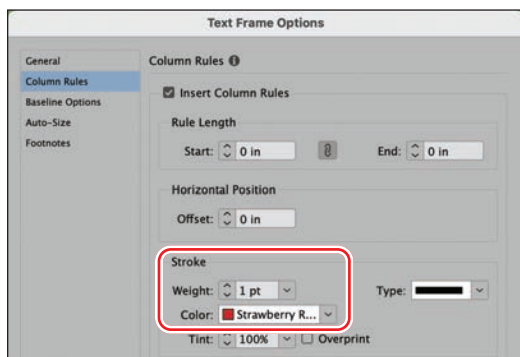 Text Frame Options
General
Column Rules
Baseline Options
Auto-Size
Footnotes
Column Rules
Insert Column Rules
Rule Length
Start: 0 in End: 0 in
Horizontal Position
Offset: 0 in
Stroke
Weight: 1 pt Type:
Color: Strawberry R...
Tint: 100% Overprint